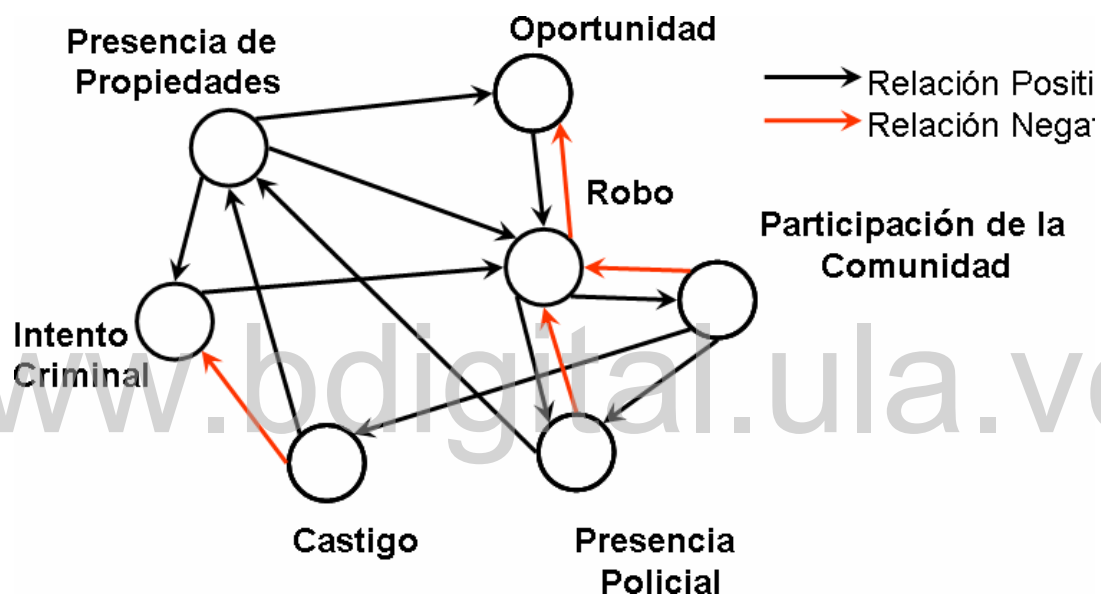 Oportunidad
Presencia de
Propiedades
Relación Positi
Relación Negat
Robo
Participación de la
Comunidad
Intento
Criminal
www.bdigital.ula.ve
Castigo
Presencia
Policial